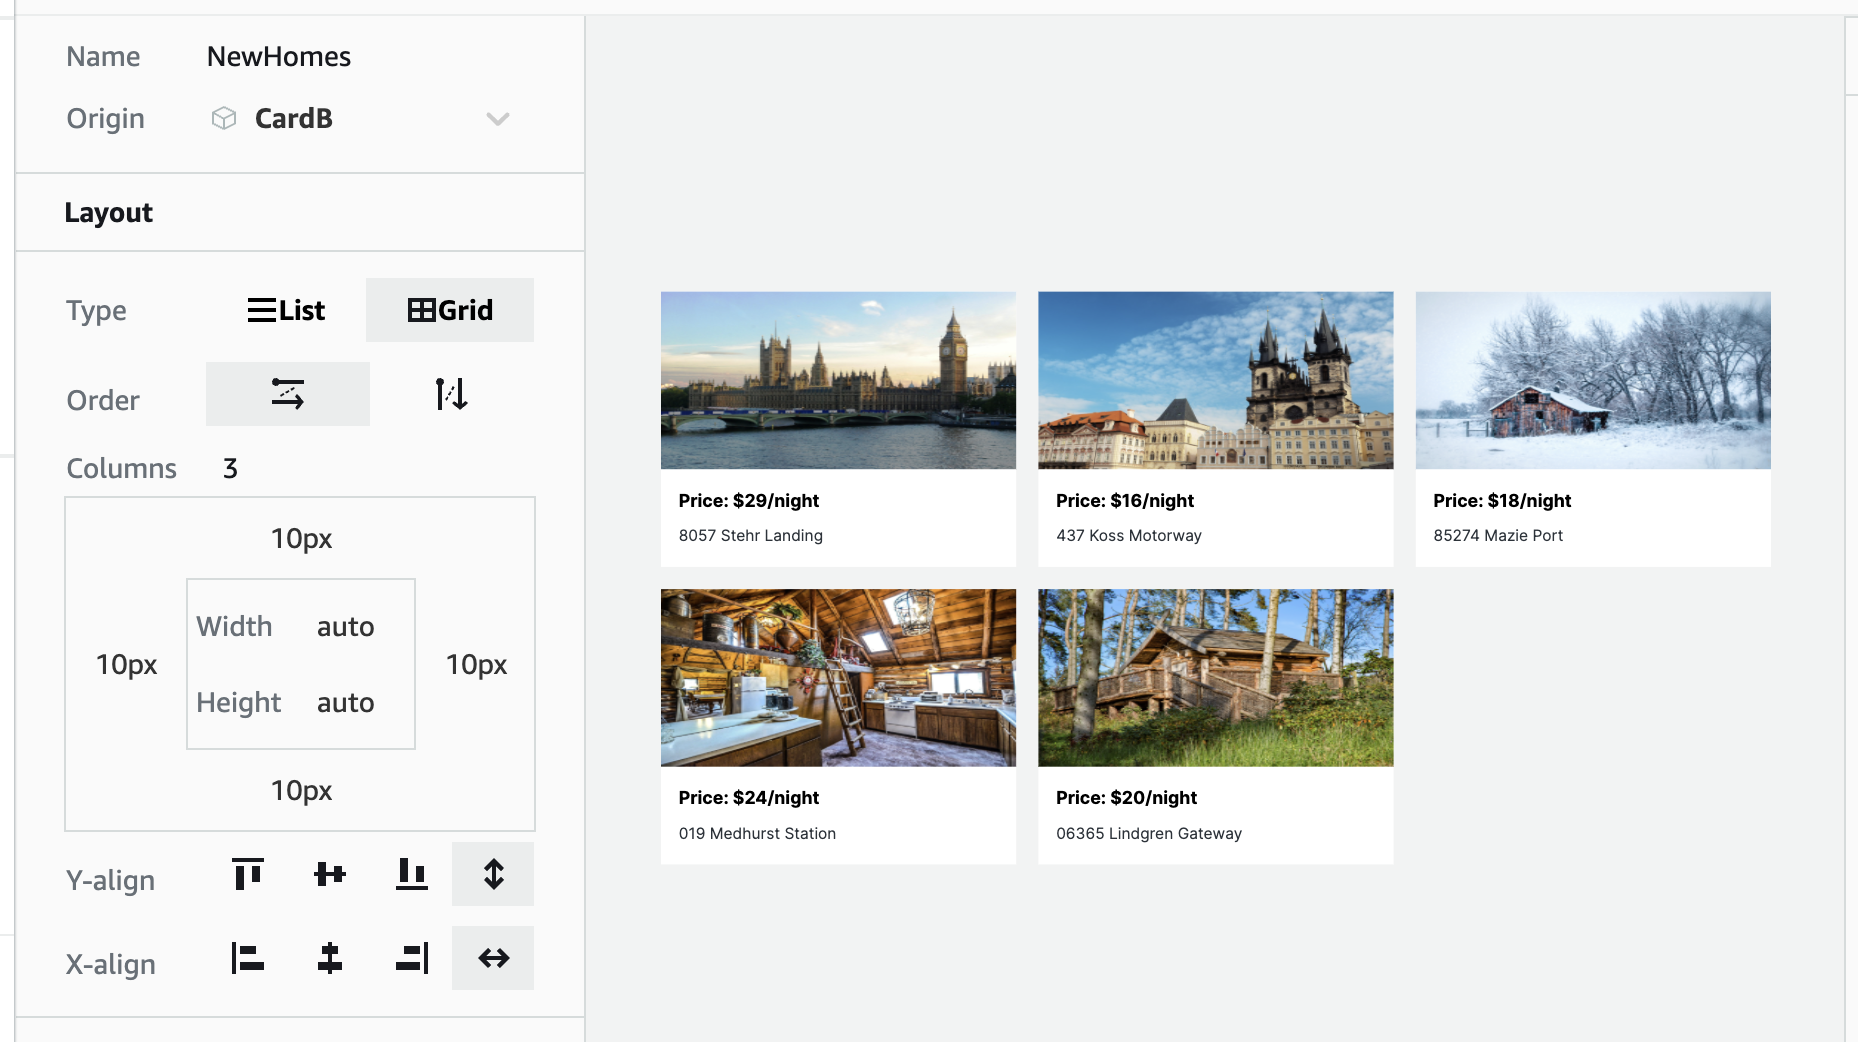 Name NewHomes
Origin CardB
Layout
Type List Grid
Order
Columns 3
10px
Width auto
10px 10px
Height auto
10px
Y-align
X-align
Price: $29/night
8057 Stehr Landing
Price: $16/night
437 Koss Motorway
Price: $18/night
85274 Mazie Port
Price: $24/night
019 Medhurst Station
Price: $20/night
06365 Lindgren Gateway